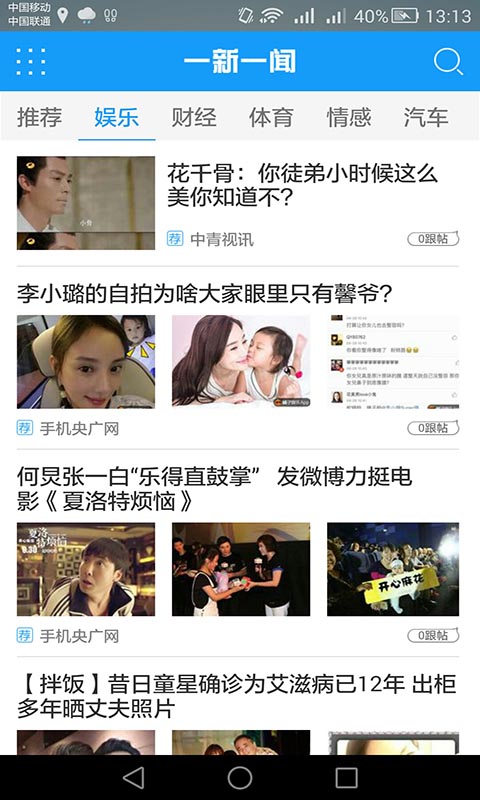 中国移动
中国联通
40%
13:13
一新一闻
推荐 娱乐 财经 体育 情感 汽车
花千骨：你徒弟小时候这么
美你知道不？
小骨
荐 中青视讯
0跟帖
李小璐的自拍为啥大家眼里只有馨爷？
荐 手机央广网
0跟帖
何炅张一白“乐得直鼓掌” 发微博力挺电
影《夏洛特烦恼》
夏洛
特烦恼
9.30
开心麻花
荐 手机央广网
0跟帖
【拌饭】昔日童星确诊为艾滋病已12年 出柜
多年晒丈夫照片